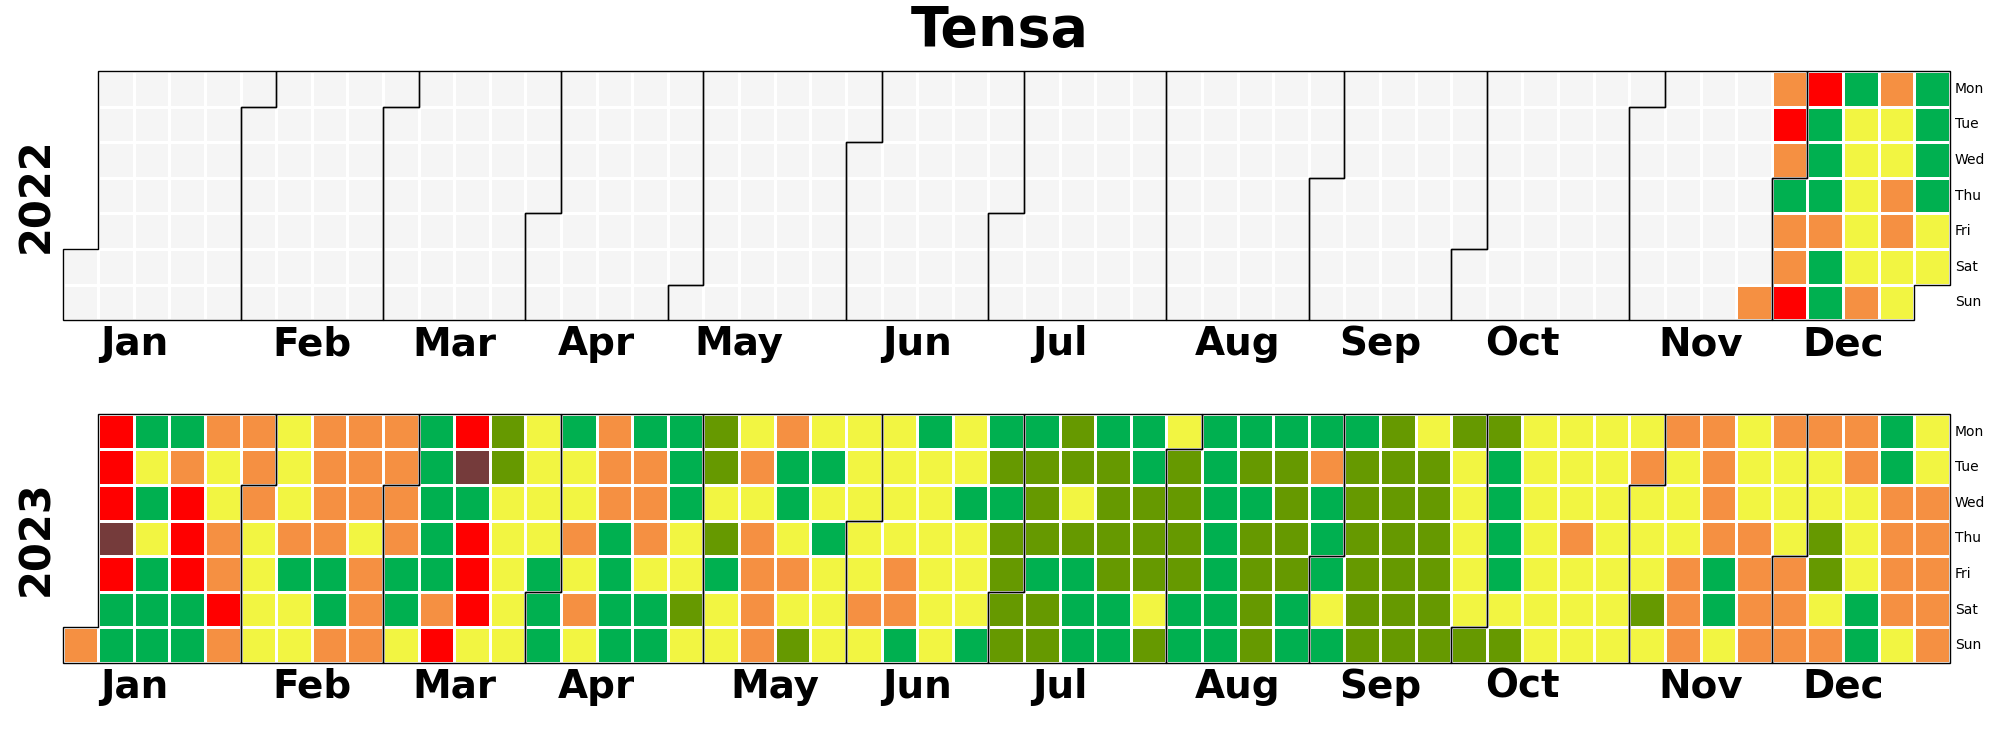 Tensa
2022
Mon
Tue
Wed
Thu
Fri
Sat
Sun
Jan Feb Mar Apr May Jun Jul Aug Sep Oct Nov Dec
2023
Mon
Tue
Wed
Thu
Fri
Sat
Sun
Jan Feb Mar Apr May Jun Jul Aug Sep Oct Nov Dec